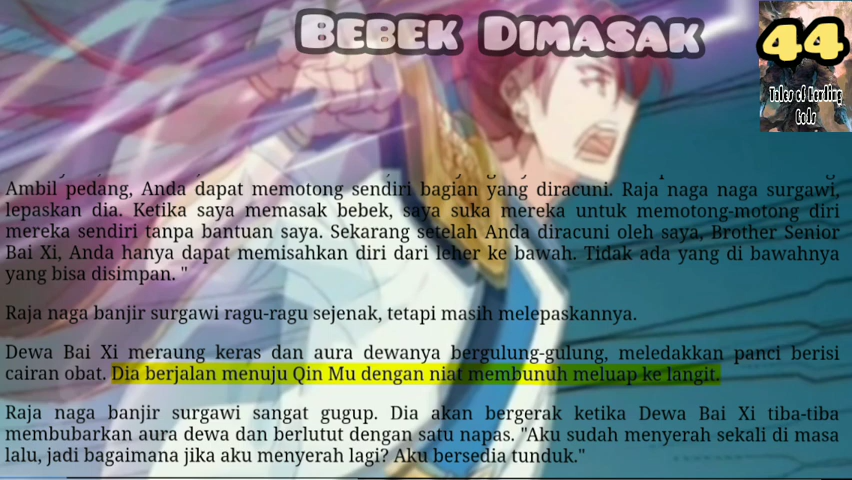 BEBEK DIMASAK
44
Tales of Herding
Gods
Ambil pedang, Anda dapat memotong sendiri bagian yang diracuni. Raja naga naga surgawi,
lepaskan dia. Ketika saya memasak bebek, saya suka mereka untuk memotong-motong diri
mereka sendiri tanpa bantuan saya. Sekarang setelah Anda diracuni oleh saya, Brother Senior
Bai Xi, Anda hanya dapat memisahkan diri dari leher ke bawah. Tidak ada yang di bawahnya
yang bisa disimpan. "
Raja naga banjir surgawi ragu-ragu sejenak, tetapi masih melepaskannya.
Dewa Bai Xi meraung keras dan aura dewanya bergulung-gulung, meledakkan panci berisi
cairan obat. Dia berjalan menuju Qin Mu dengan niat membunuh meluap ke langit.
Raja naga banjir surgawi sangat gugup. Dia akan bergerak ketika Dewa Bai Xi tiba-tiba
membubarkan aura dewa dan berlutut dengan satu napas. "Aku sudah menyerah sekali di masa
lalu, jadi bagaimana jika aku menyerah lagi? Aku bersedia tunduk."